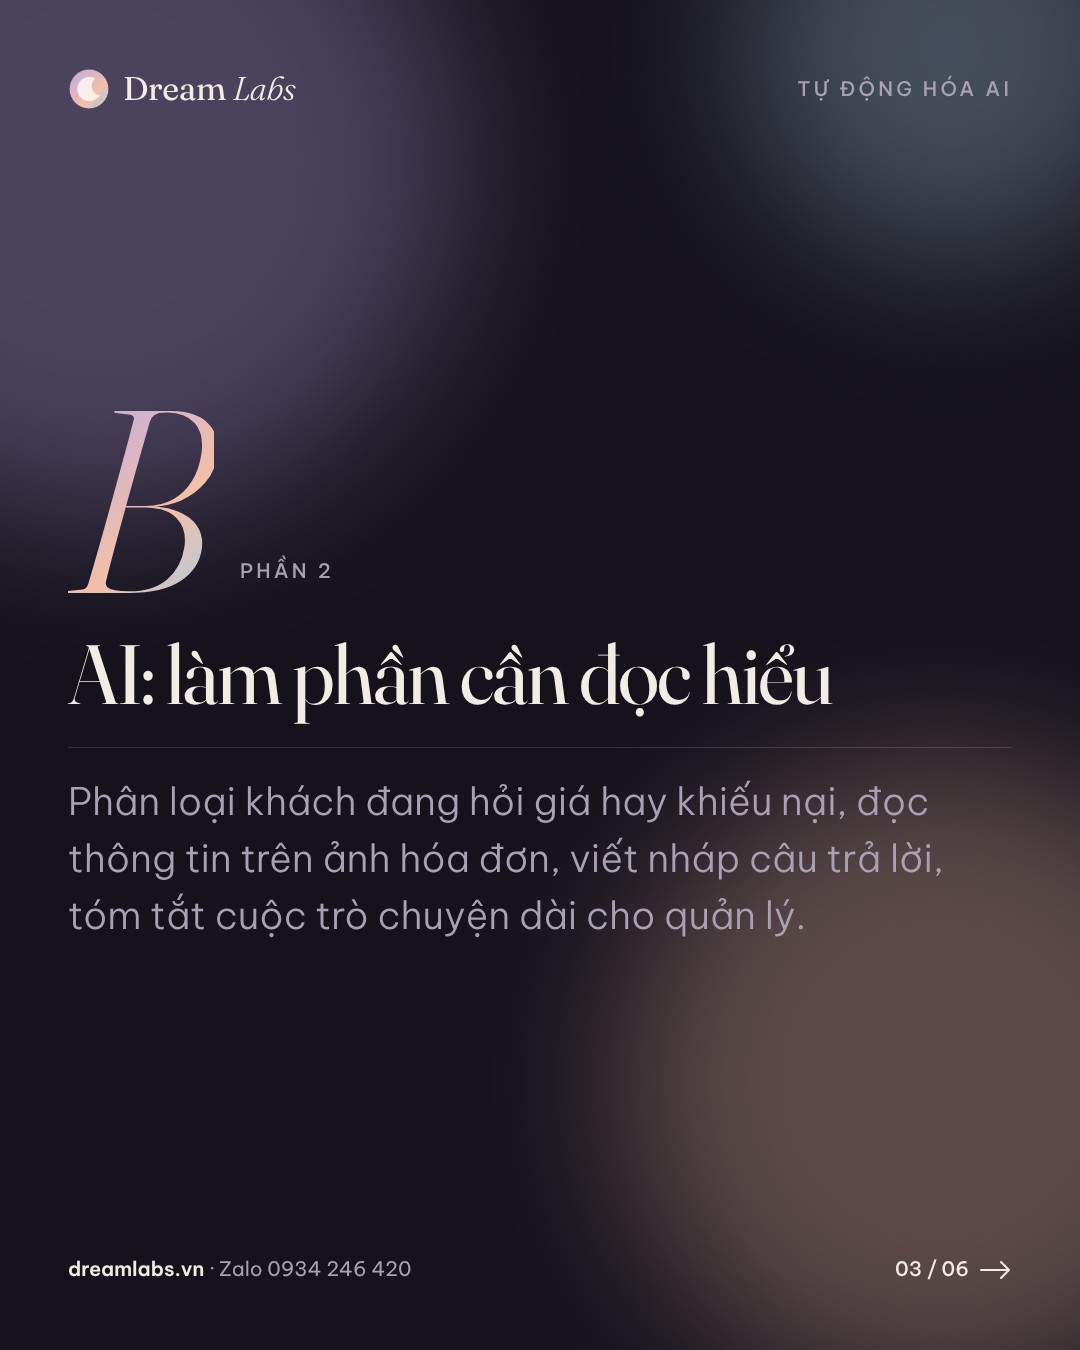 Dream Labs
TỰ ĐỘNG HÓA AI
B
PHẦN 2
AI: làm phần cần đọc hiểu
Phân loại khách đang hỏi giá hay khiếu nại, đọc
thông tin trên ảnh hóa đơn, viết nháp câu trả lời,
tóm tắt cuộc trò chuyện dài cho quản lý.
dreamlabs.vn · Zalo 0934 246 420
03 / 06 →